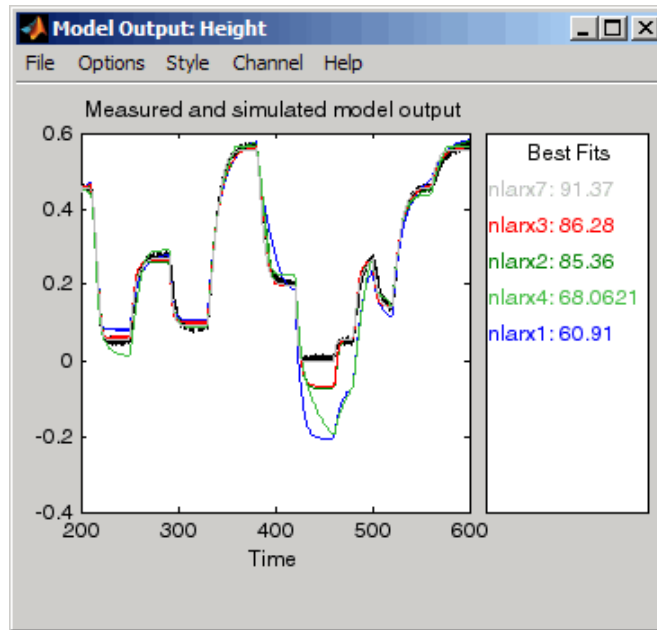 Model Output: Height
File Options Style Channel Help
Measured and simulated model output
0.6
0.4
0.2
0
-0.2
-0.4
200 300 400 500 600
Time
Best Fits
nlarx7: 91.37
nlarx3: 86.28
nlarx2: 85.36
nlarx4: 68.0621
nlarx1: 60.91